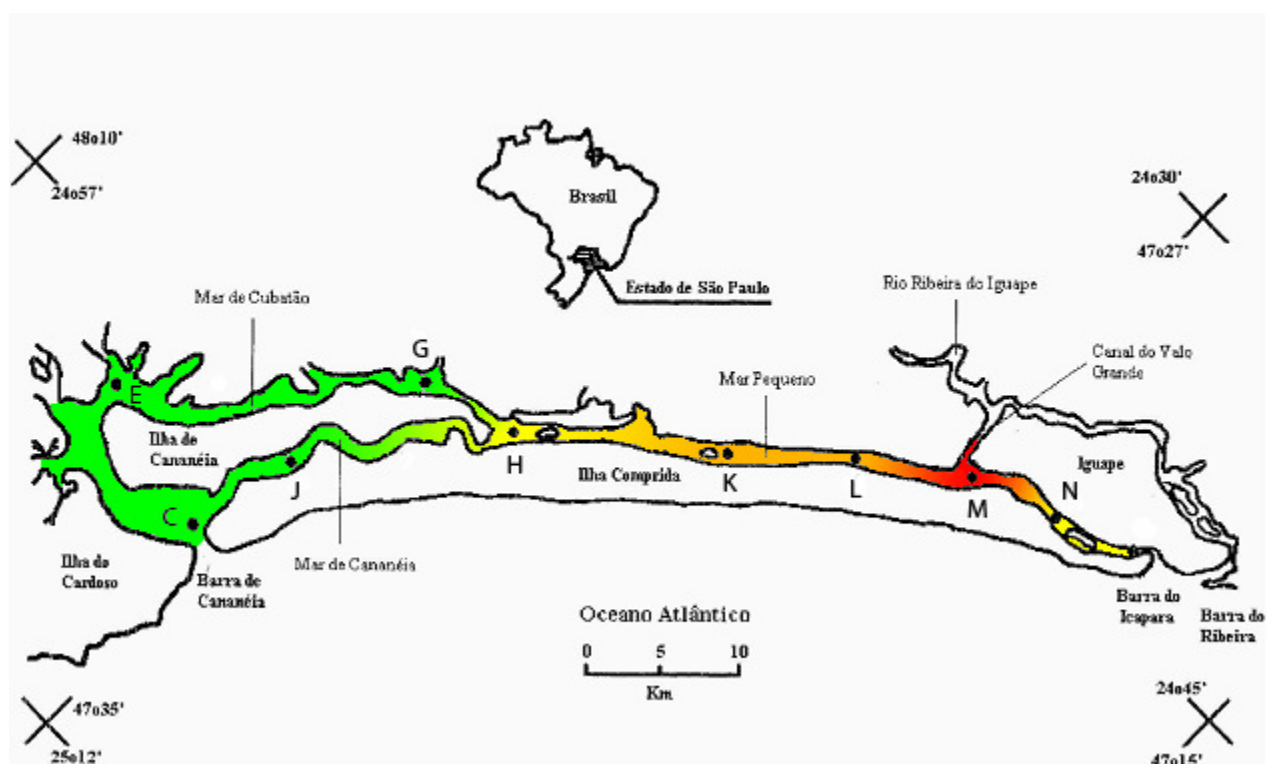 48o10'
24o57'
Brasil
Estado de São Paulo
24o30'
47o27'
Mar de Cubatão
Rio Ribeira do Iguape
Canal do Valo
Grande
G
E
Mar Pequeno
Ilha de
Cananéia
H
Ilha Comprida
K
L
M
N
Iguape
J
C
Mar de Cananéia
Ilha do
Cardoso
Barra de
Cananéia
Oceano Atlântico
0 5 10
Km
Barra do
Icapara
Barra do
Ribeira
47o35'
25o12'
24o45'
47o15'